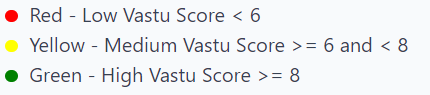 Red - Low Vastu Score < 6
Yellow - Medium Vastu Score >= 6 and < 8
Green - High Vastu Score >= 8